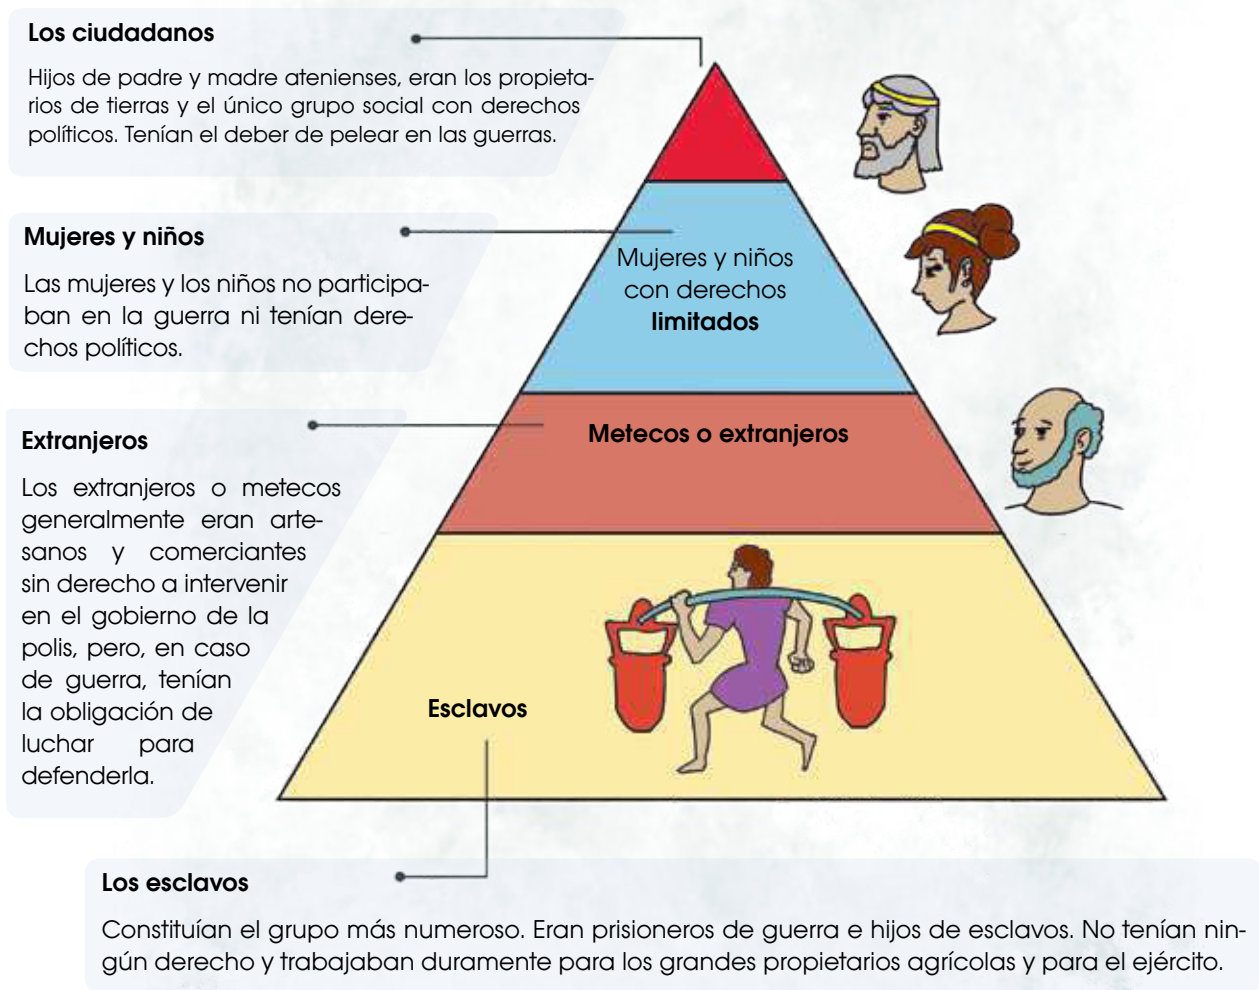 Los ciudadanos
Hijos de padre y madre atenienses, eran los propieta-
rios de tierras y el único grupo social con derechos
políticos. Tenían el deber de pelear en las guerras.
Mujeres y niños
Las mujeres y los niños no participa-
ban en la guerra ni tenían dere-
chos políticos.
Mujeres y niños
con derechos
limitados
Extranjeros
Los extranjeros o metecos
generalmente eran arte-
sanos y comerciantes
sin derecho a intervenir
en el gobierno de la
polis, pero, en caso
de guerra, tenían
la obligación de
luchar para
defenderla.
Metecos o extranjeros
Esclavos
Los esclavos
Constituían el grupo más numeroso. Eran prisioneros de guerra e hijos de esclavos. No tenían nin-
gún derecho y trabajaban duramente para los grandes propietarios agrícolas y para el ejército.